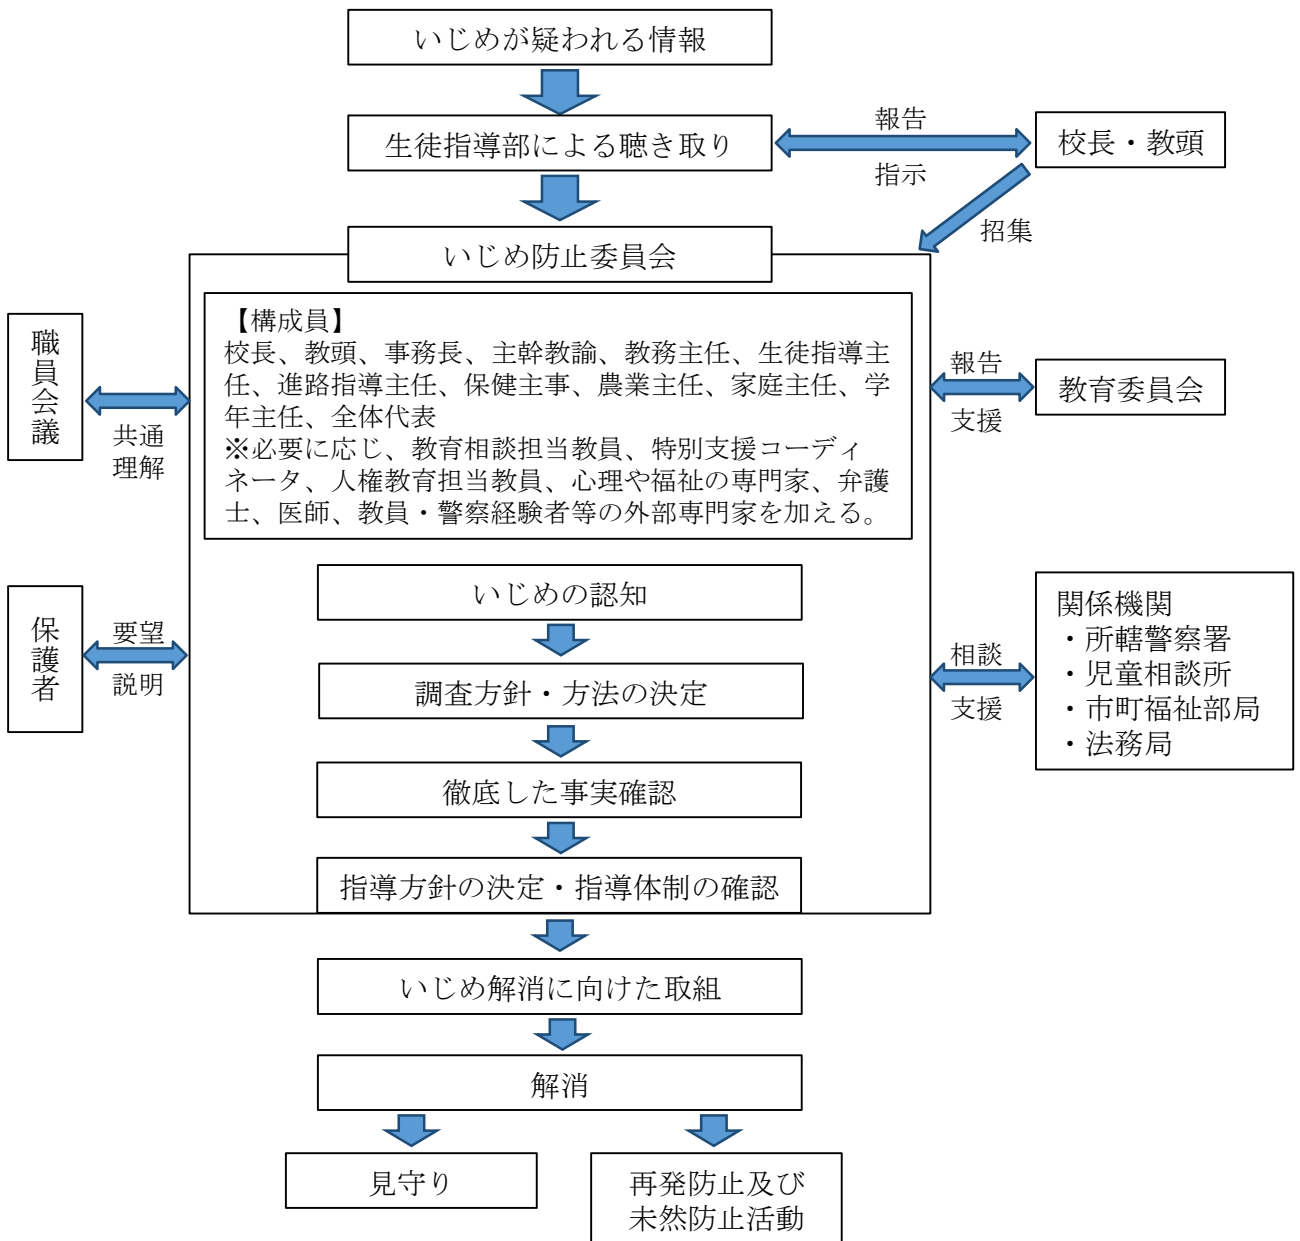 いじめが疑われる情報
生徒指導部による聴き取り
報告
指示
校長・教頭
招集
いじめ防止委員会
【構成員】
校長、教頭、事務長、主幹教諭、教務主任、生徒指導主
任、進路指導主任、保健主事、農業主任、家庭主任、学
年主任、全体代表
※必要に応じ、教育相談担当教員、特別支援コーディ
ネータ、人権教育担当教員、心理や福祉の専門家、弁護
士、医師、教員・警察経験者等の外部専門家を加える。
職員会議
共通
理解
報告
支援
教育委員会
いじめの認知
保護者
要望
説明
調査方針・方法の決定
相談
支援
関係機関
・所轄警察署
・児童相談所
・市町福祉部局
・法務局
徹底した事実確認
指導方針の決定・指導体制の確認
いじめ解消に向けた取組
解消
見守り
再発防止及び
未然防止活動